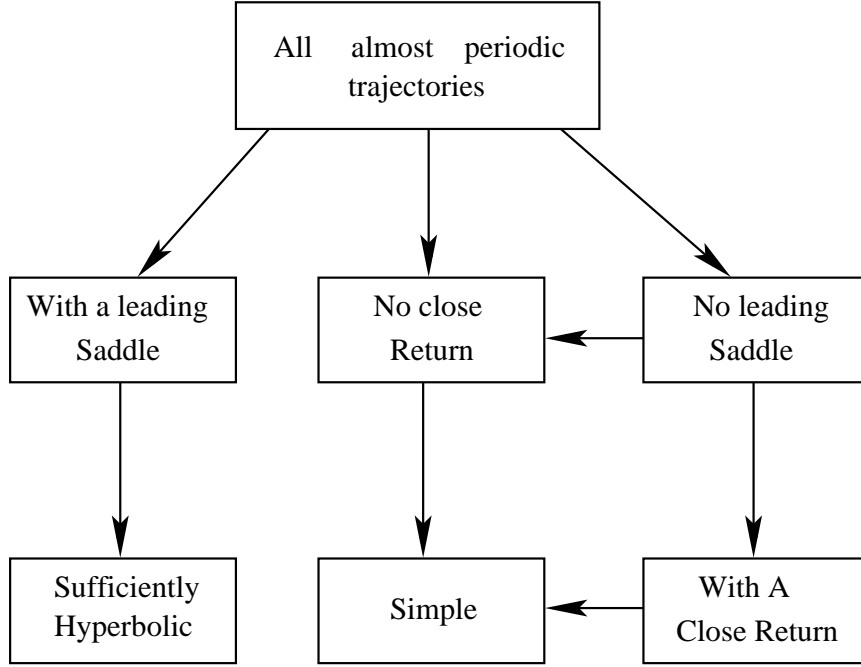 All almost periodic
trajectories
With a leading
Saddle
No close
Return
No leading
Saddle
Sufficiently
Hyperbolic
Simple
With A
Close Return